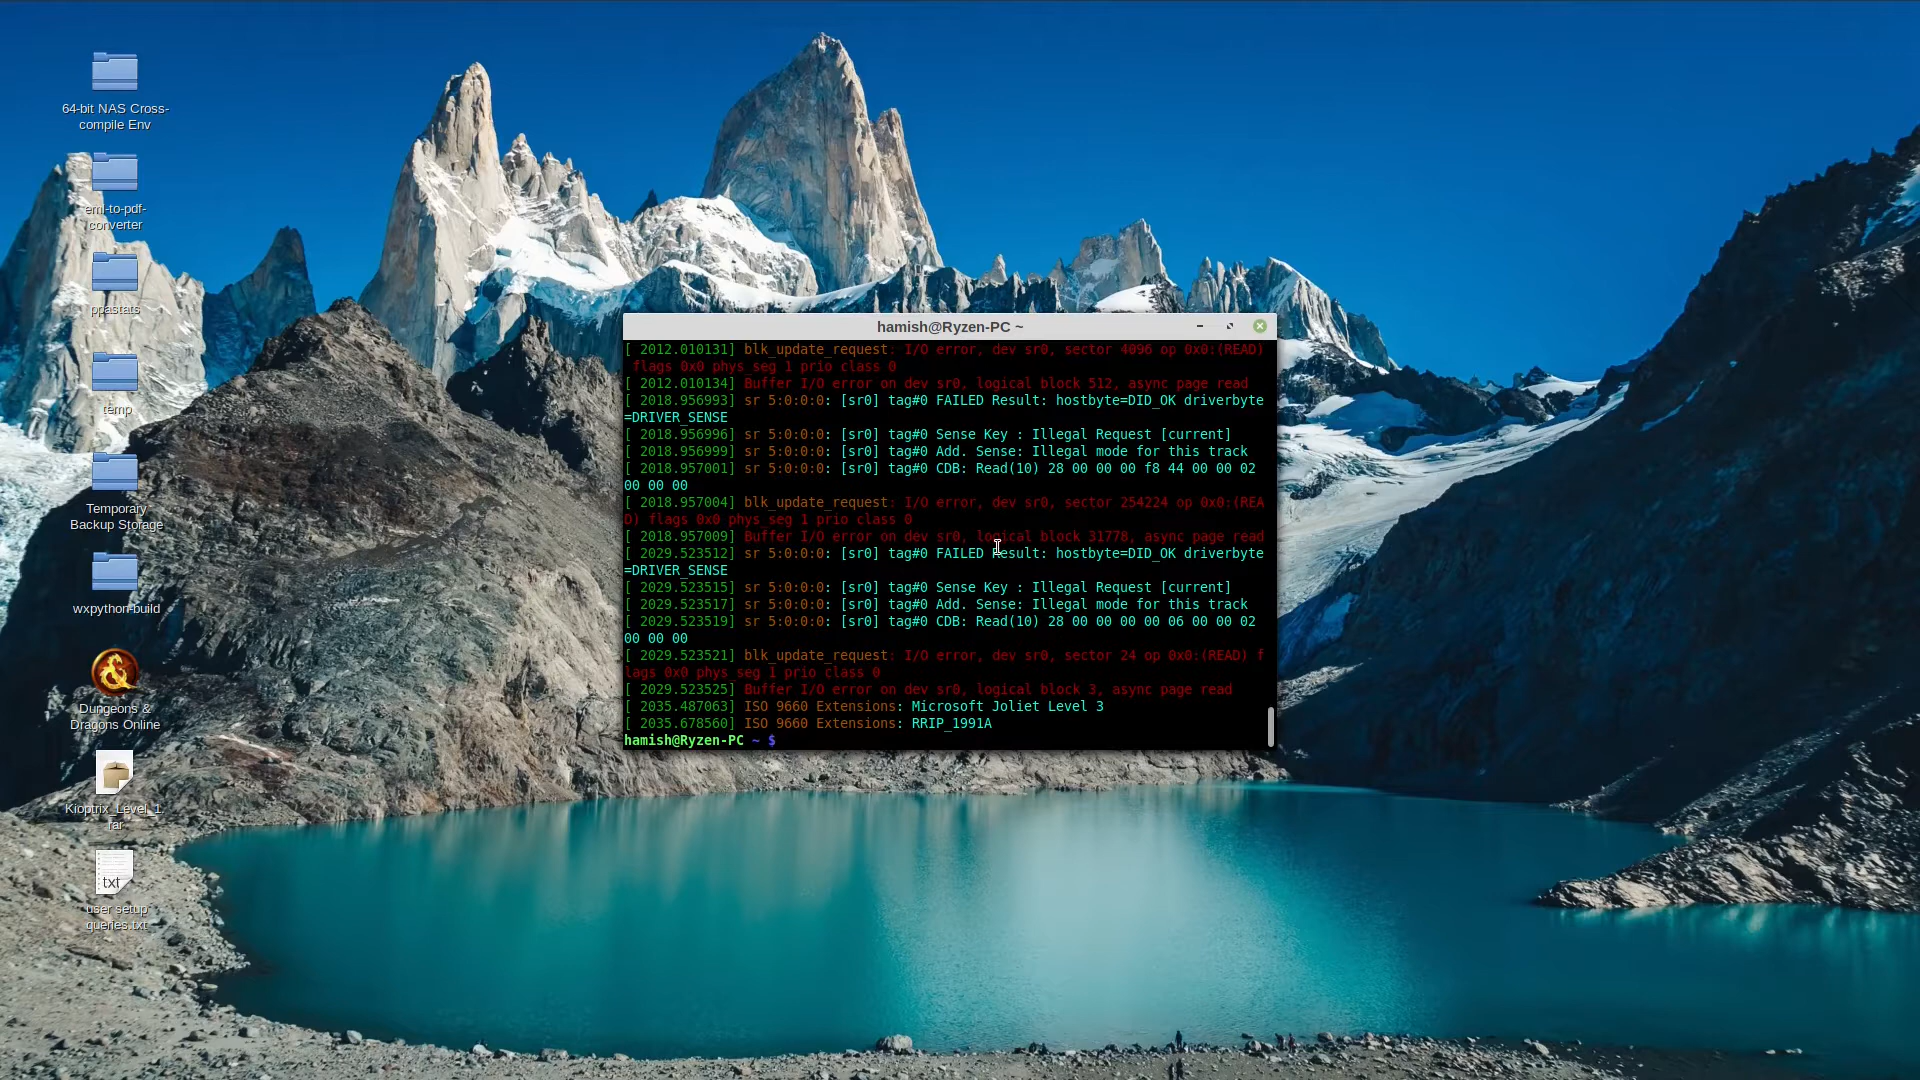 64-bit NAS Cross-
compile Env
eml-to-pdf-
converter
ppastats
temp
Temporary
Backup Storage
wxpython-build
Dungeons &
Dragons Online
Kioptrix_Level_1.
rar
txt
user setup
queries.txt
hamish@Ryzen-PC ~
[ 2012.010131] blk_update_request: I/O error, dev sr0, sector 4096 op 0x0:(READ)
flags 0x0 phys_seg 1 prio class 0
[ 2012.010134] Buffer I/O error on dev sr0, logical block 512, async page read
[ 2018.956993] sr 5:0:0:0: [sr0] tag#0 FAILED Result: hostbyte=DID_OK driverbyte
=DRIVER_SENSE
[ 2018.956996] sr 5:0:0:0: [sr0] tag#0 Sense Key : Illegal Request [current]
[ 2018.956999] sr 5:0:0:0: [sr0] tag#0 Add. Sense: Illegal mode for this track
[ 2018.957001] sr 5:0:0:0: [sr0] tag#0 CDB: Read(10) 28 00 00 00 f8 44 00 00 02
00 00 00
[ 2018.957004] blk_update_request: I/O error, dev sr0, sector 254224 op 0x0:(REA
D) flags 0x0 phys_seg 1 prio class 0
[ 2018.957009] Buffer I/O error on dev sr0, logical block 31778, async page read
[ 2029.523512] sr 5:0:0:0: [sr0] tag#0 FAILED Result: hostbyte=DID_OK driverbyte
=DRIVER_SENSE
[ 2029.523515] sr 5:0:0:0: [sr0] tag#0 Sense Key : Illegal Request [current]
[ 2029.523517] sr 5:0:0:0: [sr0] tag#0 Add. Sense: Illegal mode for this track
[ 2029.523519] sr 5:0:0:0: [sr0] tag#0 CDB: Read(10) 28 00 00 00 00 06 00 00 02
00 00 00
[ 2029.523521] blk_update_request: I/O error, dev sr0, sector 24 op 0x0:(READ) f
lags 0x0 phys_seg 1 prio class 0
[ 2029.523525] Buffer I/O error on dev sr0, logical block 3, async page read
[ 2035.487063] ISO 9660 Extensions: Microsoft Joliet Level 3
[ 2035.678560] ISO 9660 Extensions: RRIP_1991A
hamish@Ryzen-PC ~ $